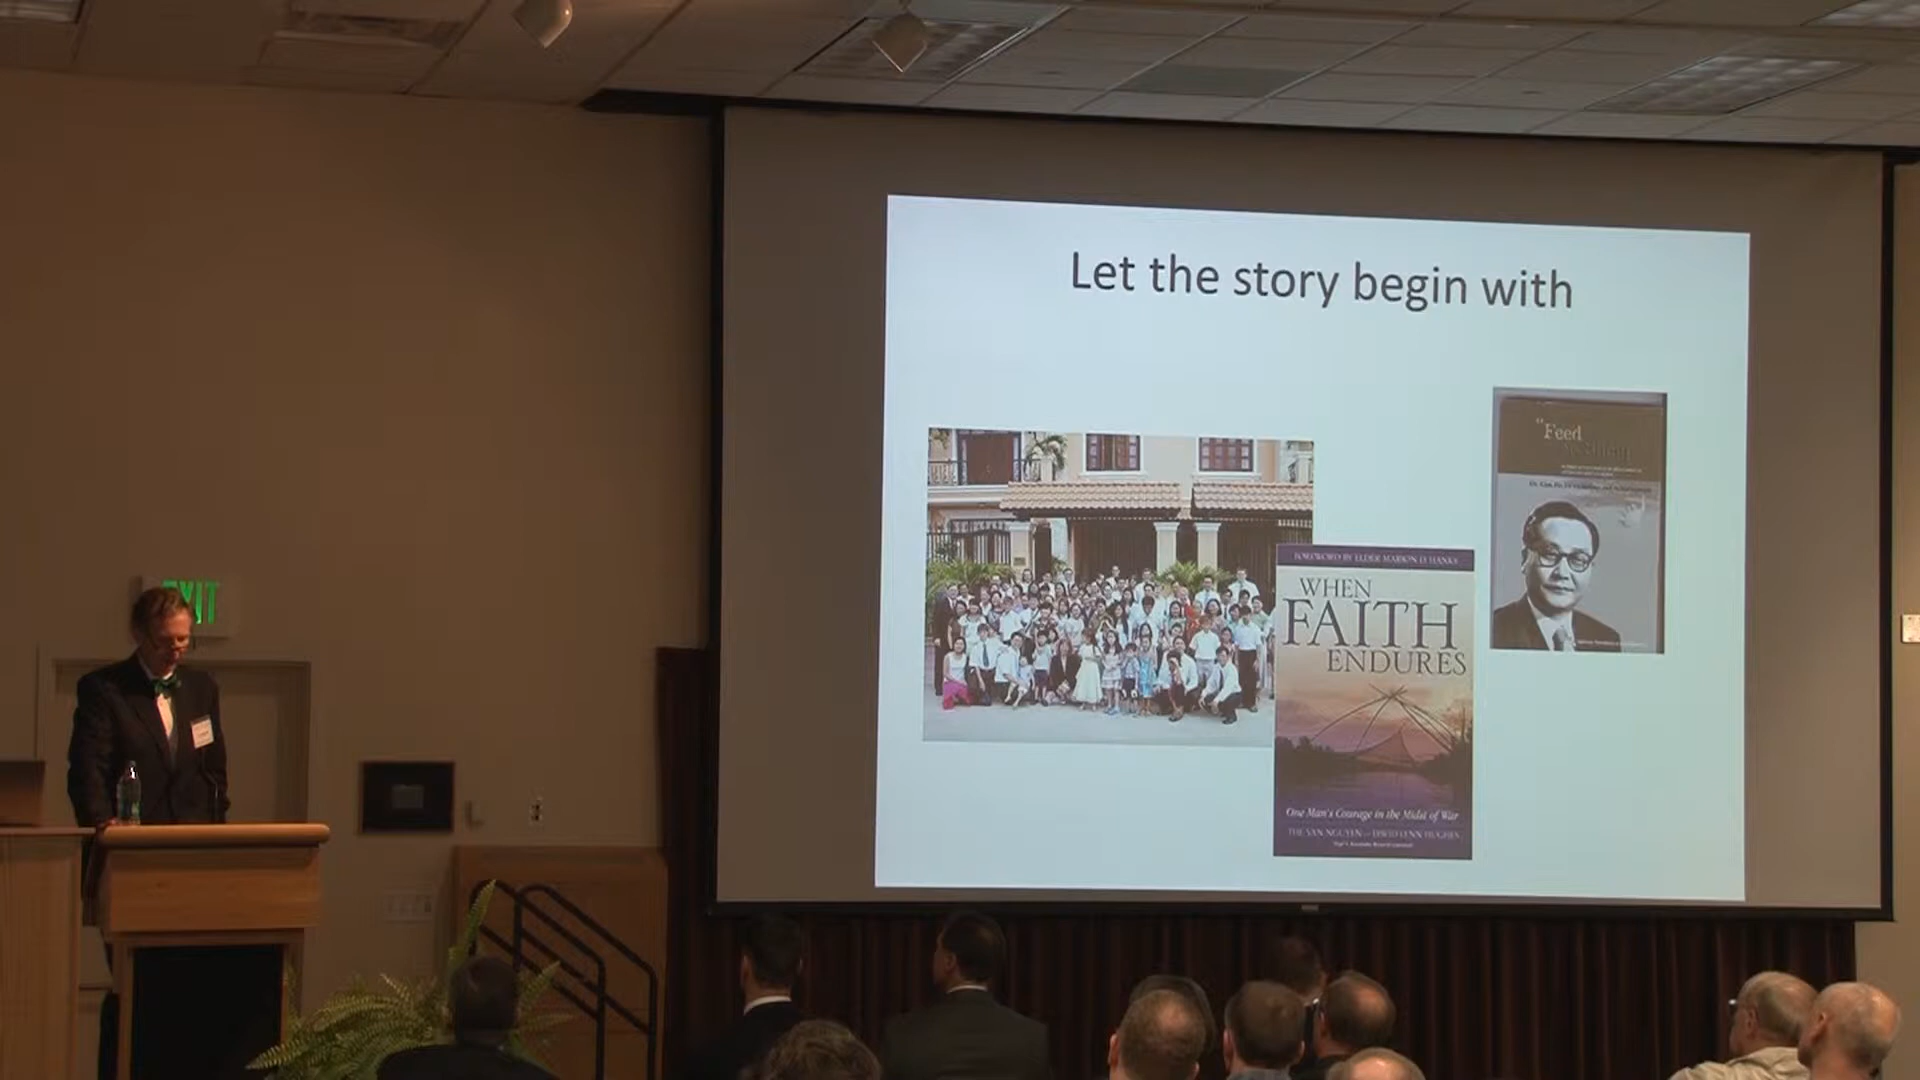 EXIT
Let the story begin with
"Feed
FOREWORD BY ELDER MARION D. HANKS
WHEN
FAITH
ENDURES
One Man's Courage in the Midst of War
THE VAN NGUYEN DAVID LYNN HUGHES